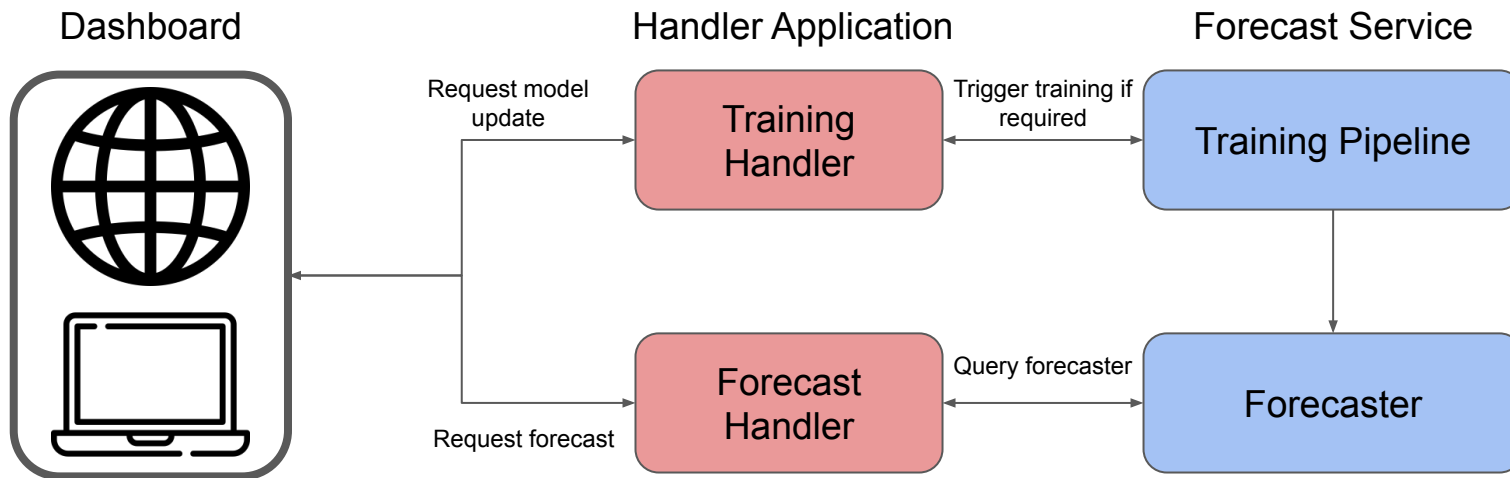 Dashboard
Handler Application
Forecast Service
Request model
update
Training
Handler
Trigger training if
required
Training Pipeline
Request forecast
Forecast
Handler
Query forecaster
Forecaster